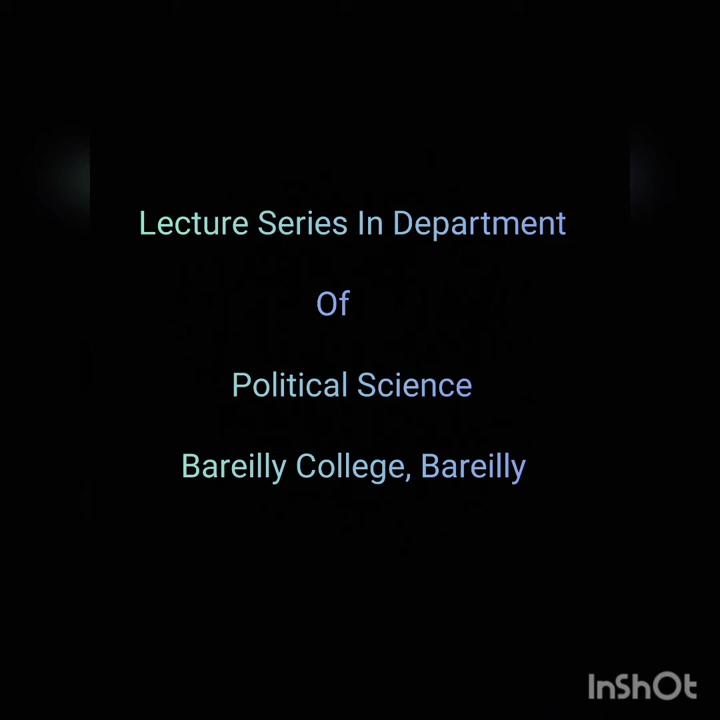 Lecture Series In Department
Of
Political Science
Bareilly College, Bareilly
InShOt